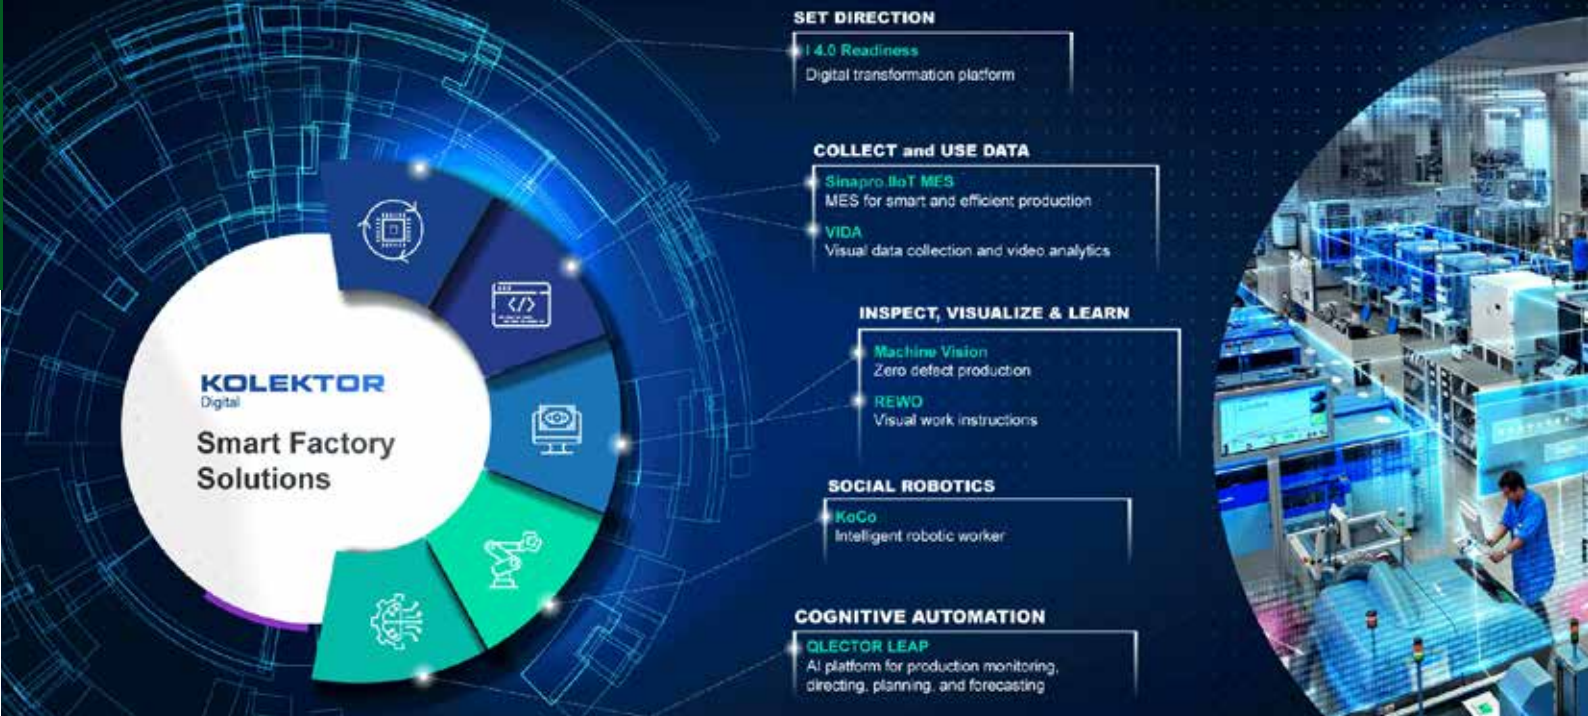 SET DIRECTION
I 4.0 Readiness
Digital transformation platform
COLLECT and USE DATA
Sinapro.IIoT MES
MES for smart and efficient production
VIDA
Visual data collection and video analytics
INSPECT, VISUALIZE & LEARN
Machine Vision
Zero defect production
REWO
Visual work instructions
SOCIAL ROBOTICS
KoCo
Intelligent robotic worker
COGNITIVE AUTOMATION
QLECTOR LEAP
AI platform for production monitoring,
directing, planning, and forecasting
KOLEKTOR
Digital
Smart Factory
Solutions